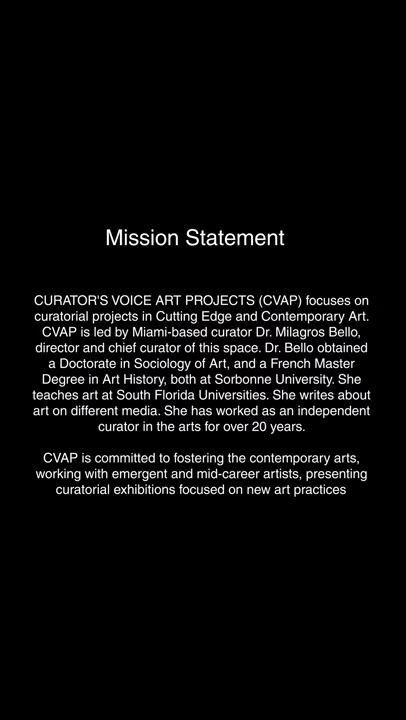 Mission Statement
CURATOR'S VOICE ART PROJECTS (CVAP) focuses on
curatorial projects in Cutting Edge and Contemporary Art.
CVAP is led by Miami-based curator Dr. Milagros Bello,
director and chief curator of this space. Dr. Bello obtained
a Doctorate in Sociology of Art, and a French Master
Degree in Art History, both at Sorbonne University. She
teaches art at South Florida Universities. She writes about
art on different media. She has worked as an independent
curator in the arts for over 20 years.
CVAP is committed to fostering the contemporary arts,
working with emergent and mid-career artists, presenting
curatorial exhibitions focused on new art practices